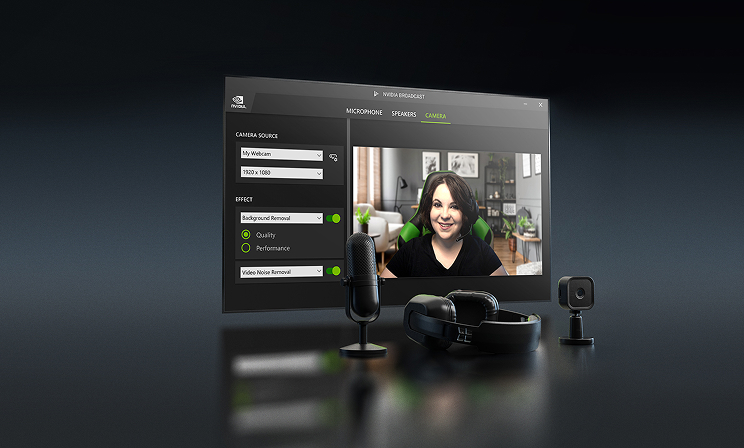 NVIDIA BROADCAST
NVIDIA.
MICROPHONE SPEAKERS CAMERA
CAMERA SOURCE
My Webcam
1920 x 1080
EFFECT
Background Removal
Quality
Performance
Video Noise Removal